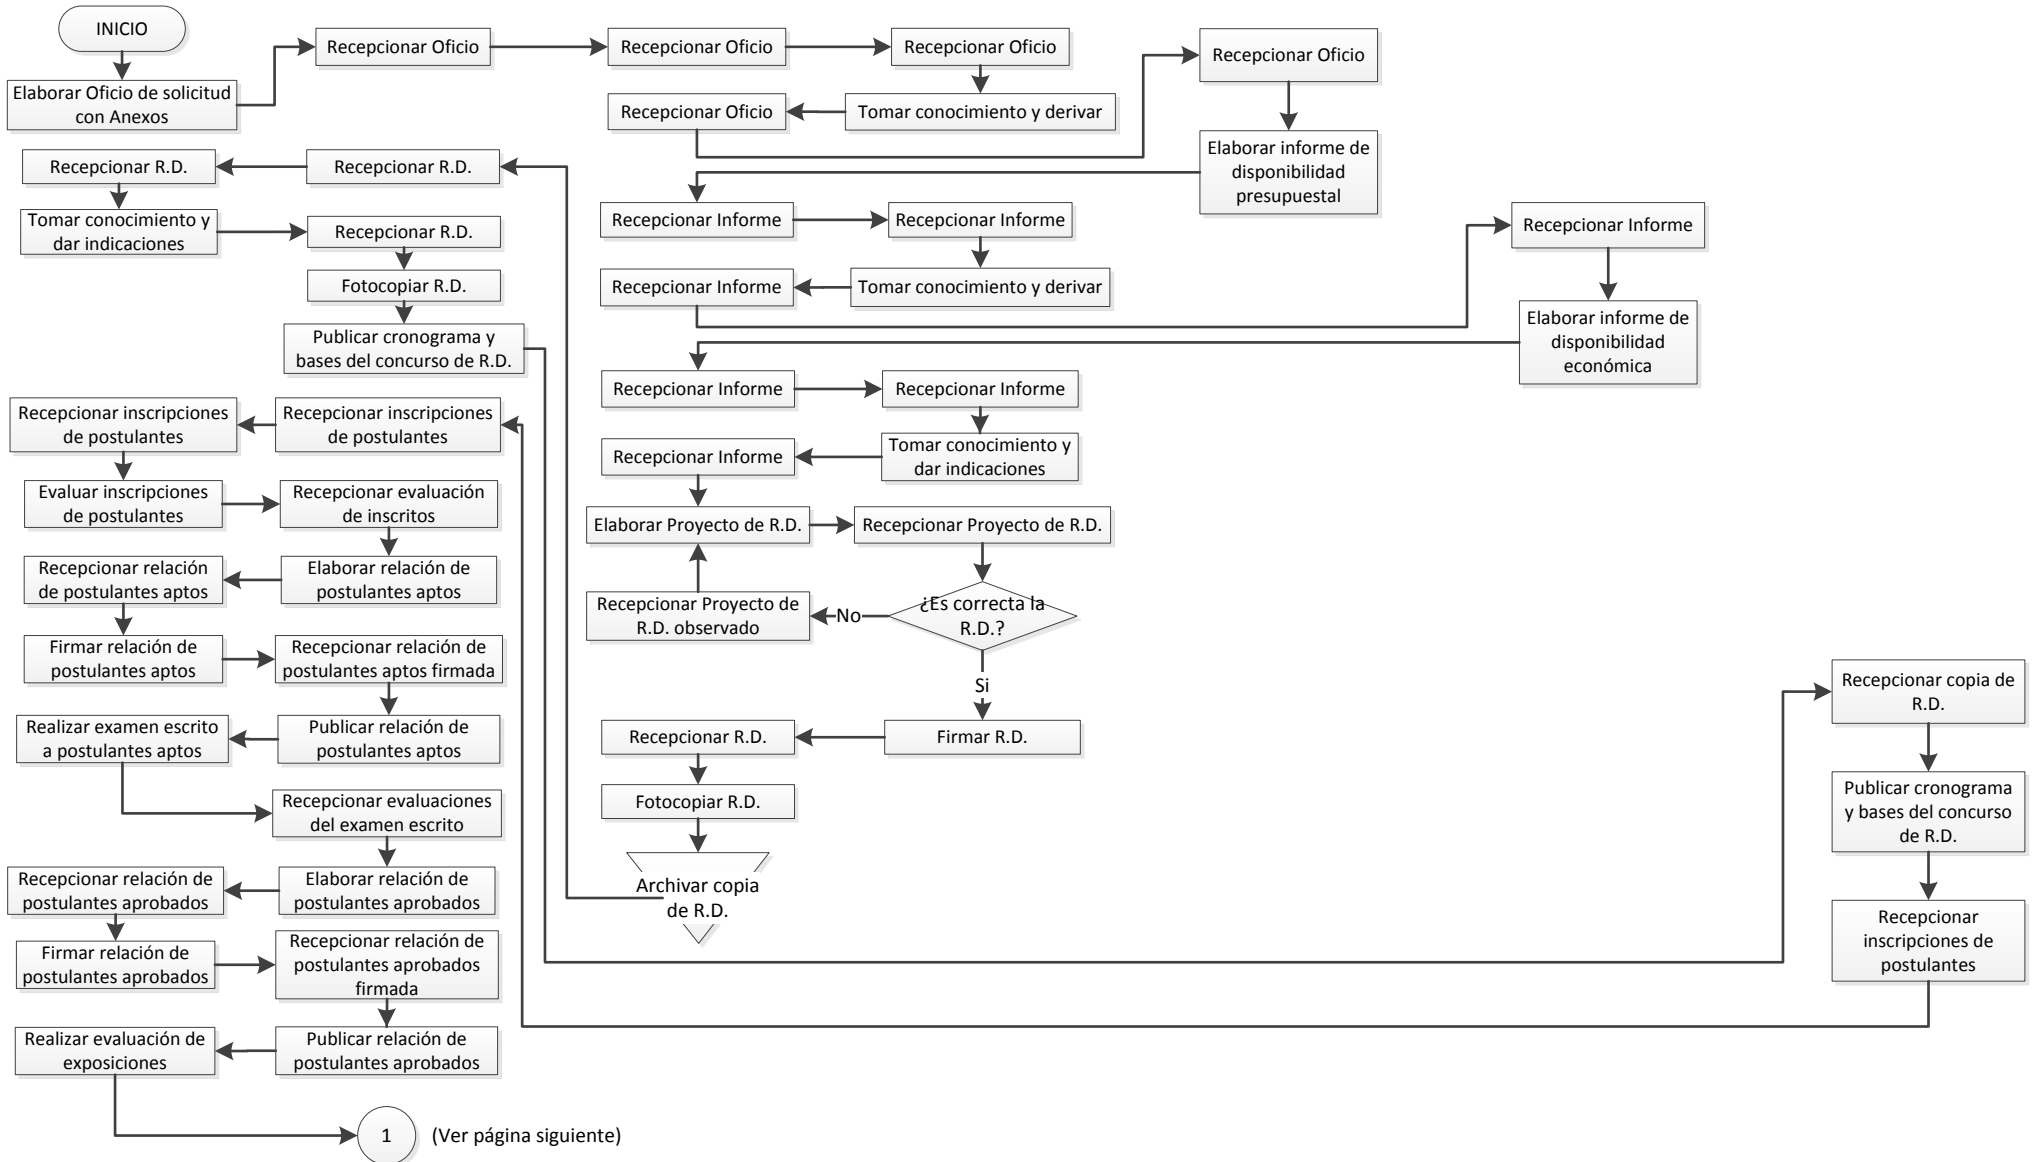 INICIO
Elaborar Oficio de solicitud
con Anexos
Recepcionar Oficio
Recepcionar Oficio
Recepcionar Oficio
Tomar conocimiento y derivar
Recepcionar Oficio
Recepcionar Oficio
Elaborar informe de
disponibilidad
presupuestal
Recepcionar Informe
Recepcionar Informe
Tomar conocimiento y derivar
Recepcionar Informe
Recepcionar Informe
Elaborar informe de
disponibilidad
económica
Recepcionar Informe
Recepcionar Informe
Tomar conocimiento y
dar indicaciones
Recepcionar Informe
Elaborar Proyecto de R.D.
Recepcionar Proyecto de R.D.
¿Es correcta la
R.D.?
No
Recepcionar Proyecto de
R.D. observado
Si
Firmar R.D.
Recepcionar R.D.
Fotocopiar R.D.
Archivar copia
de R.D.
Recepcionar R.D.
Recepcionar R.D.
Tomar conocimiento y
dar indicaciones
Recepcionar R.D.
Fotocopiar R.D.
Publicar cronograma y
bases del concurso de R.D.
Recepcionar copia de
R.D.
Publicar cronograma
y bases del concurso
de R.D.
Recepcionar
inscripciones de
postulantes
Recepcionar inscripciones
de postulantes
Recepcionar inscripciones
de postulantes
Evaluar inscripciones
de postulantes
Recepcionar evaluación
de inscritos
Elaborar relación de
postulantes aptos
Recepcionar relación
de postulantes aptos
Firmar relación de
postulantes aptos
Recepcionar relación de
postulantes aptos firmada
Publicar relación de
postulantes aptos
Realizar examen escrito
a postulantes aptos
Recepcionar evaluaciones
del examen escrito
Elaborar relación de
postulantes aprobados
Recepcionar relación de
postulantes aprobados
Firmar relación de
postulantes aprobados
Recepcionar relación de
postulantes aprobados
firmada
Publicar relación de
postulantes aprobados
Realizar evaluación de
exposiciones
1
(Ver página siguiente)